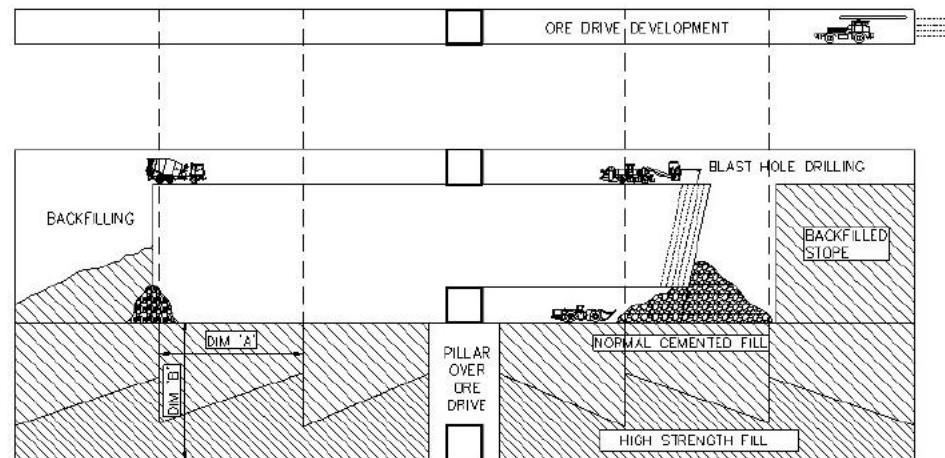 ORE DRIVE DEVELOPMENT
BLAST HOLE DRILLING
BACKFILLING
BACKFILLED
STOPE
DIM 'A'
NORMAL CEMENTED FILL
DIM 'B'
PILLAR
OVER
ORE
DRIVE
HIGH STRENGTH FILL